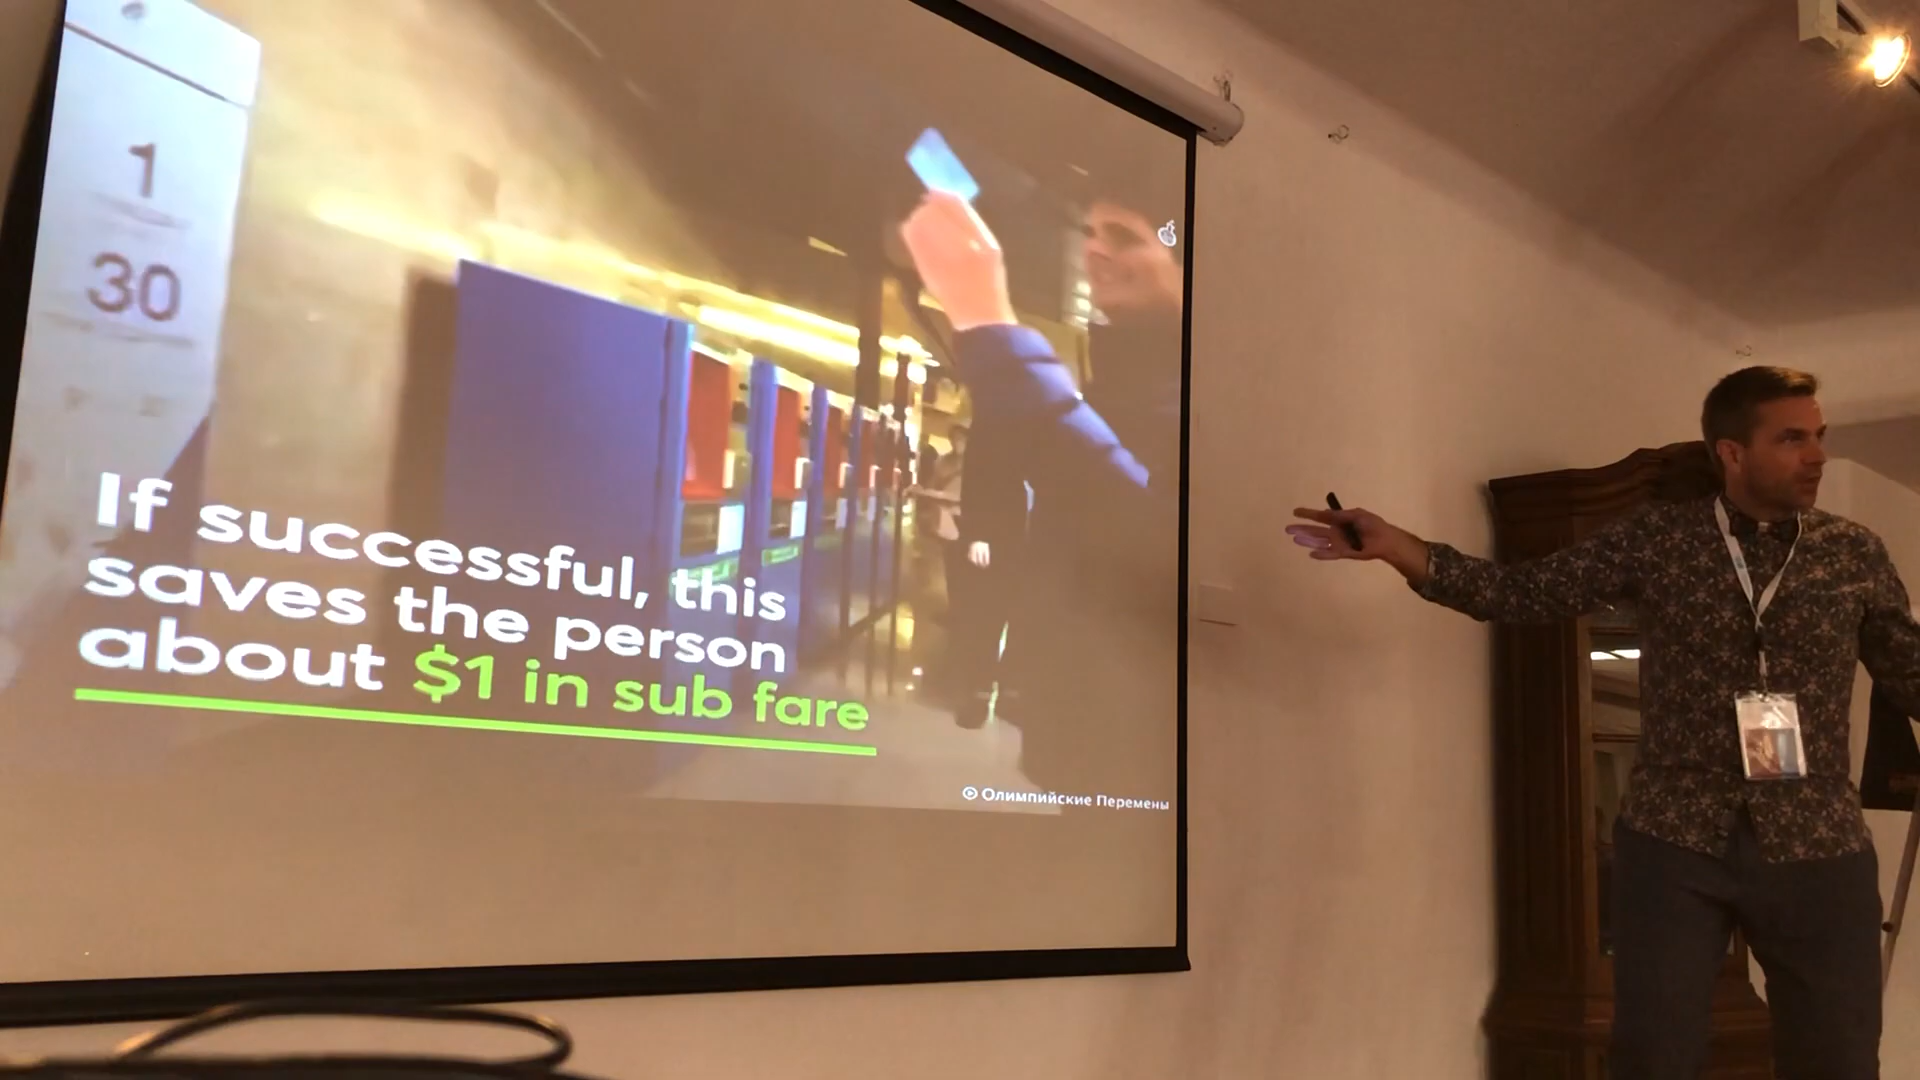 1
30
If successful, this
saves the person
about $1 in sub fare
Олимпийские Перемены